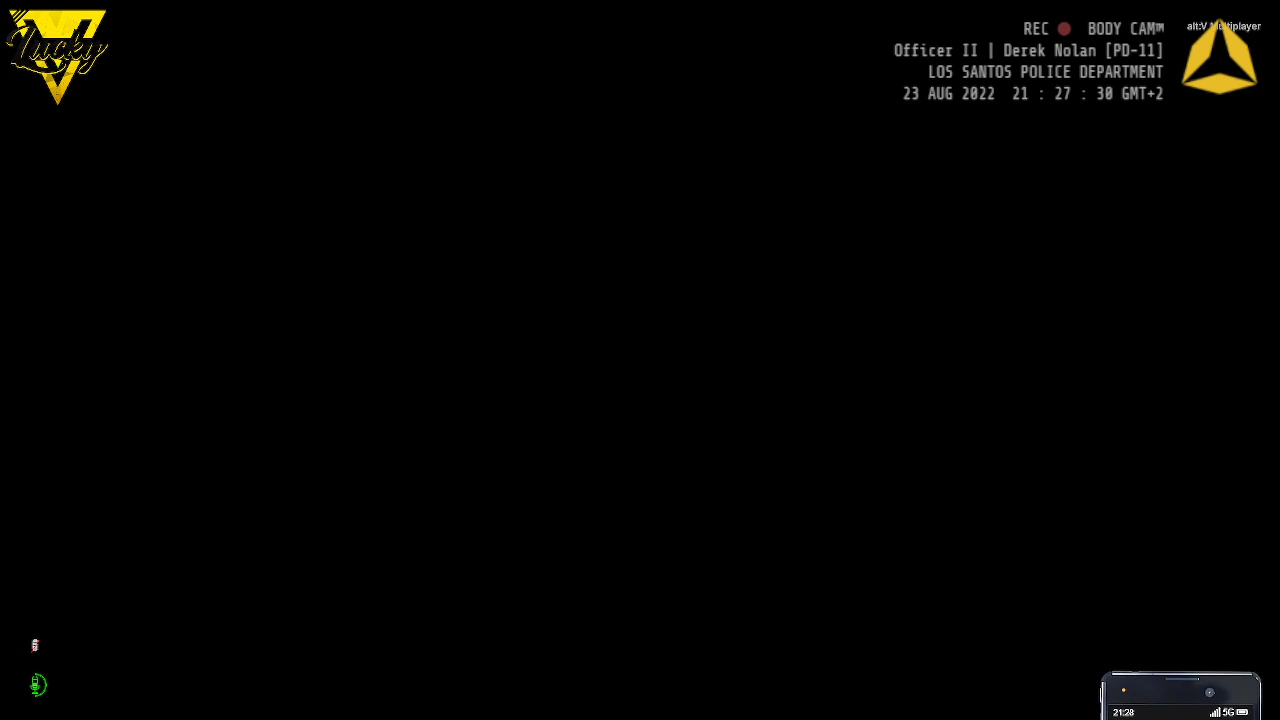 Lucky
REC BODY CAM™
alt:V Multiplayer
Officer II | Derek Nolan [PD-11]
LOS SANTOS POLICE DEPARTMENT
23 AUG 2022 21 : 27 : 30 GMT+2
21:28 5G